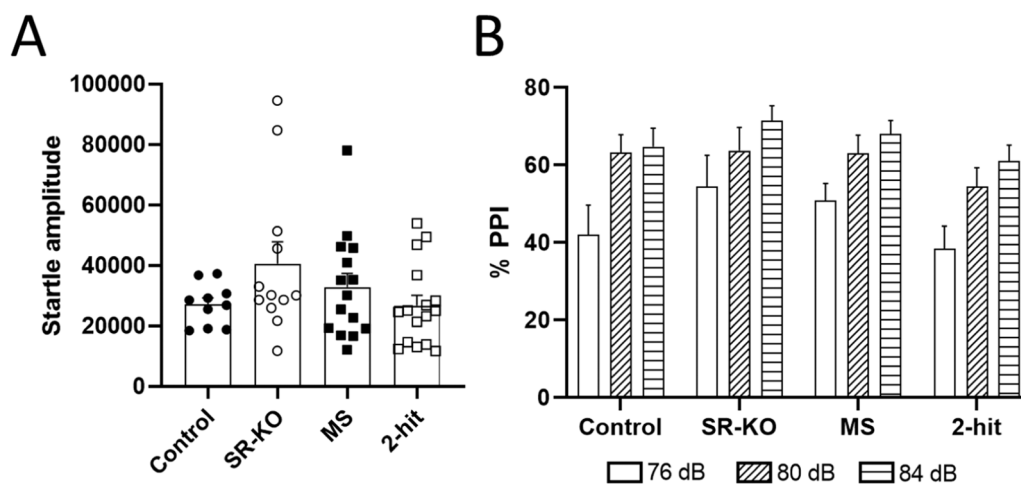 A
B
Startle amplitude
100000
80000
60000
40000
20000
0
Control
SR-KO
MS
2-hit
% PPI
80
60
40
20
0
Control
SR-KO
MS
2-hit
76 dB
80 dB
84 dB